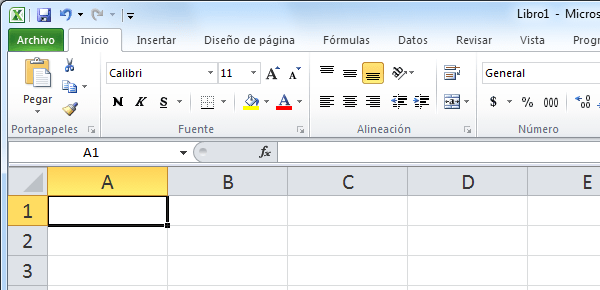 Libro1 - Micros
Archivo Inicio Insertar Diseño de página Fórmulas Datos Revisar Vista Prog
Pegar Calibri 11 A A General
N K S A $ % 000
Portapapeles Fuente Alineación Número
A1 fx
A B C D E
1
2
3